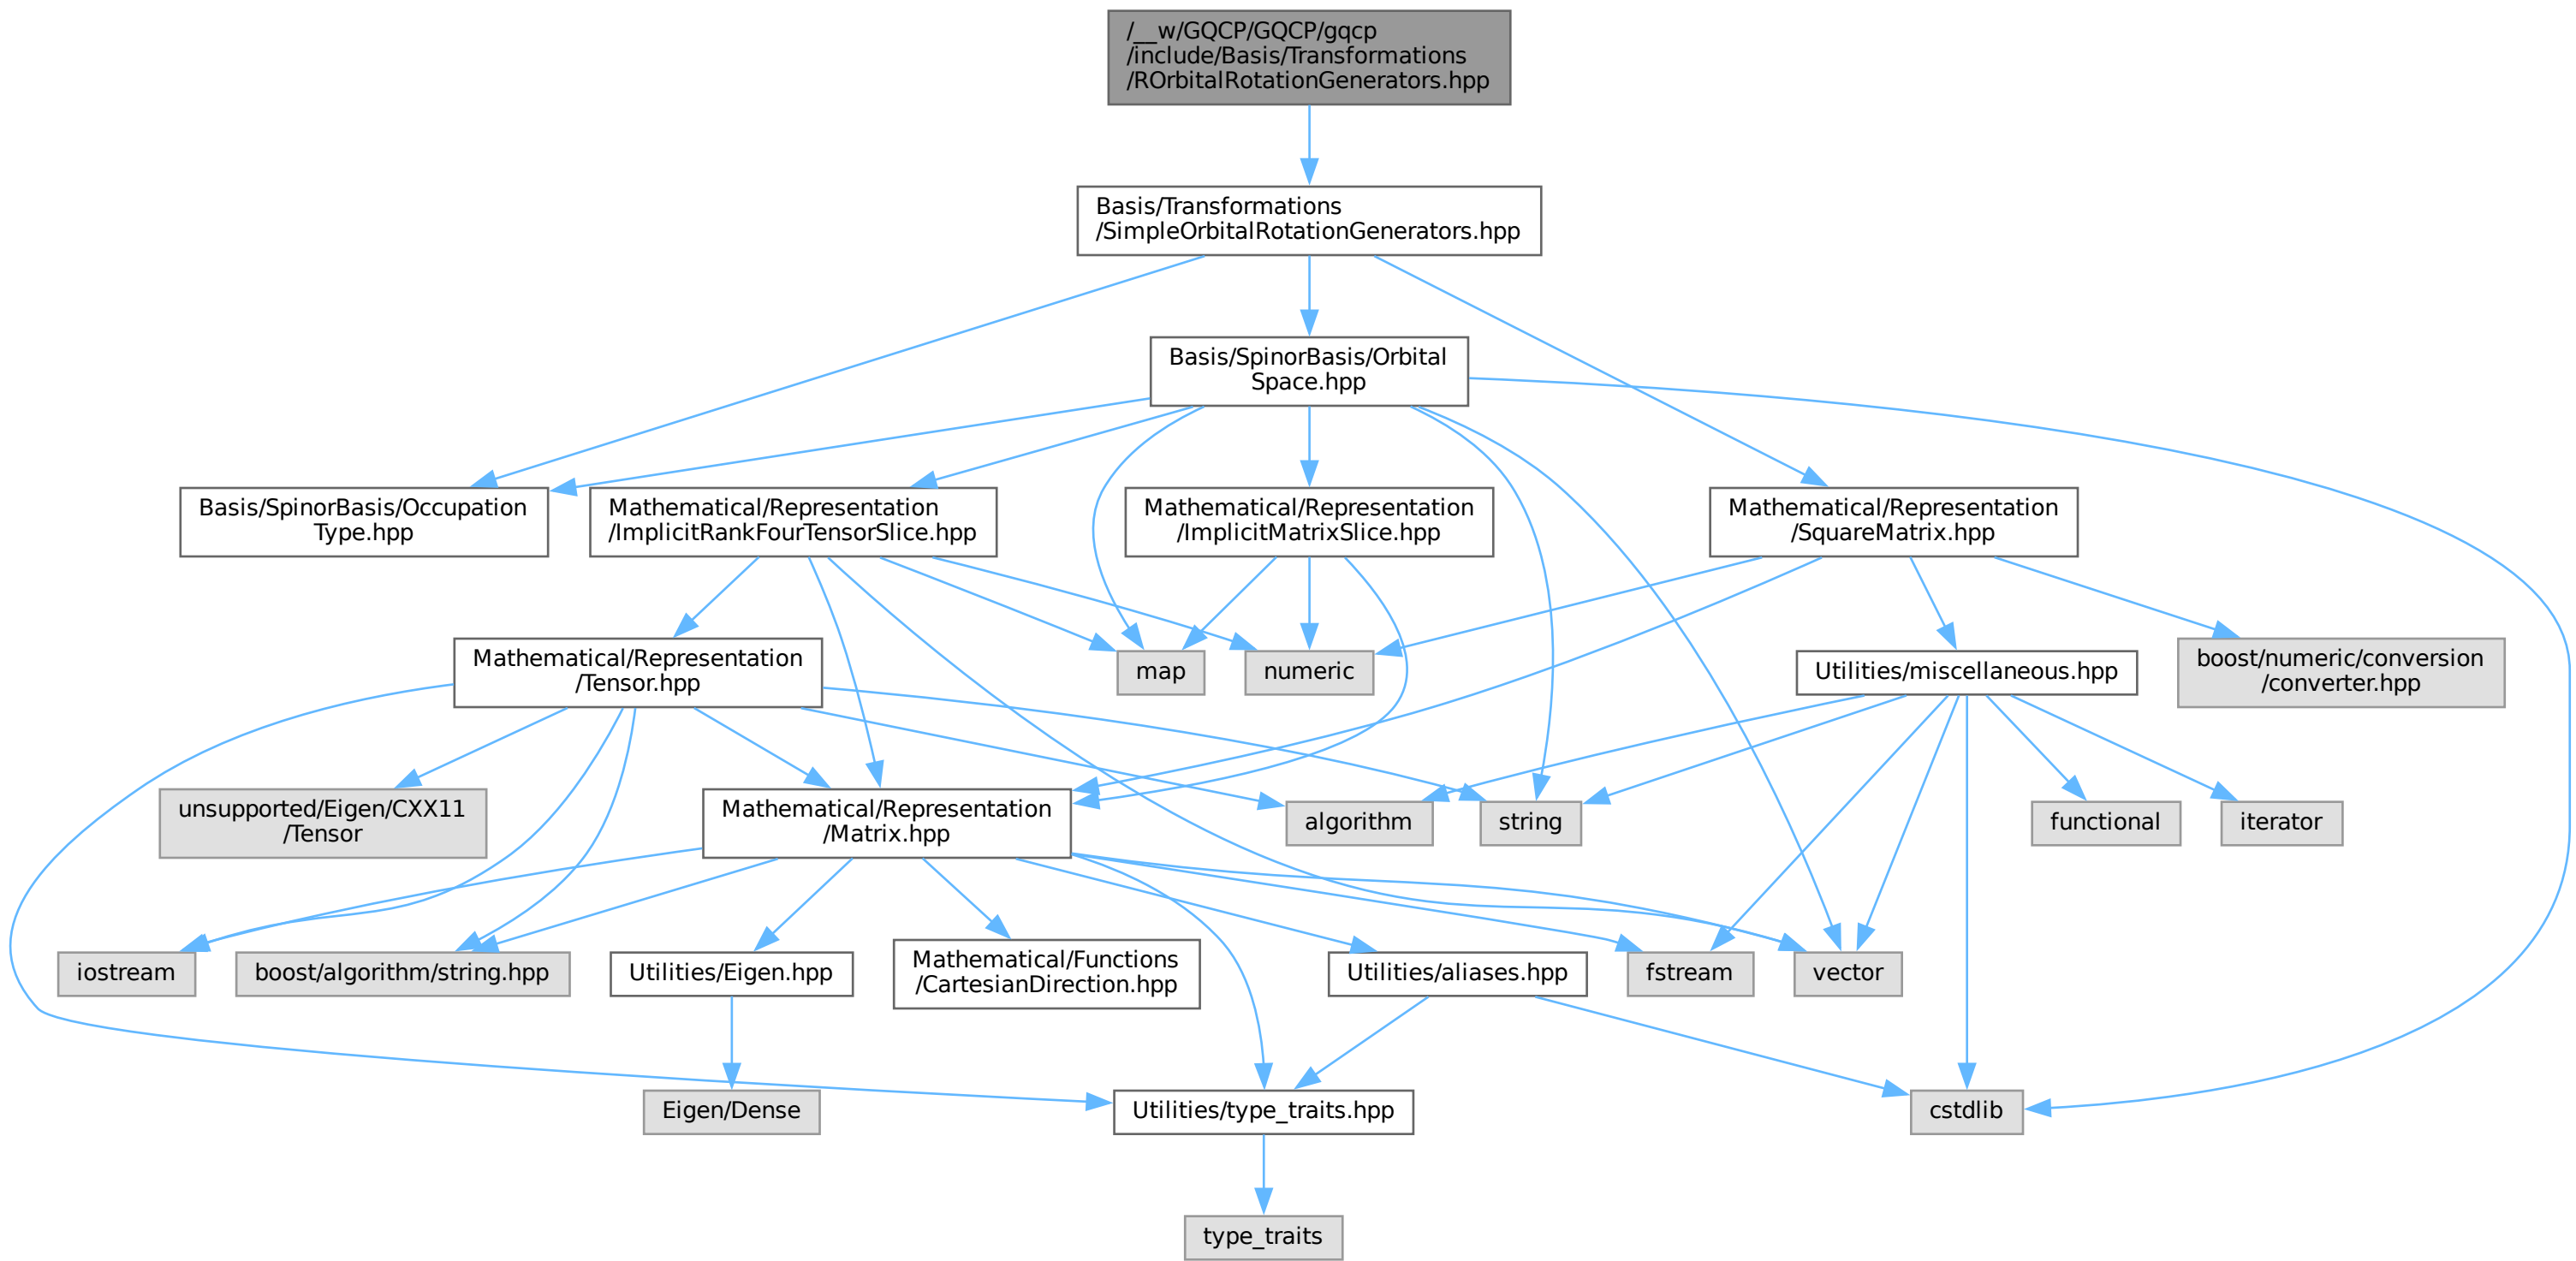 /__w/GQCP/GQCP/gqcp
/include/Basis/Transformations
/ROrbitalRotationGenerators.hpp
Basis/Transformations
/SimpleOrbitalRotationGenerators.hpp
Basis/SpinorBasis/Orbital
Space.hpp
Basis/SpinorBasis/Occupation
Type.hpp
Mathematical/Representation
/ImplicitRankFourTensorSlice.hpp
Mathematical/Representation
/ImplicitMatrixSlice.hpp
Mathematical/Representation
/SquareMatrix.hpp
Mathematical/Representation
/Tensor.hpp
map
numeric
Utilities/miscellaneous.hpp
boost/numeric/conversion
/converter.hpp
unsupported/Eigen/CXX11
/Tensor
Mathematical/Representation
/Matrix.hpp
algorithm
string
functional
iterator
iostream
boost/algorithm/string.hpp
Utilities/Eigen.hpp
Mathematical/Functions
/CartesianDirection.hpp
Utilities/aliases.hpp
fstream
vector
Eigen/Dense
Utilities/type_traits.hpp
cstdlib
type_traits